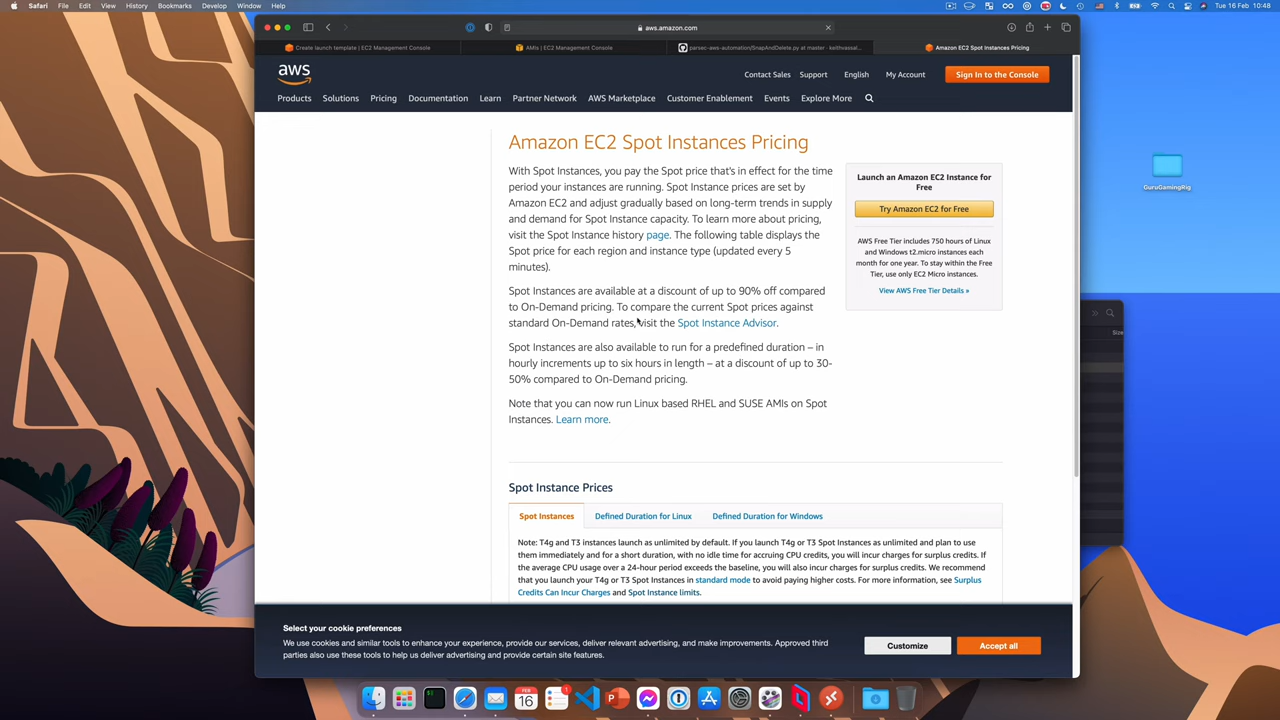 Safari File Edit View History Bookmarks Develop Window Help
Tue 16 Feb 10:48
aws.amazon.com
Create launch template | EC2 Management Console
AMIs | EC2 Management Console
parsec-aws-automation/SnapAndDelete.py at master · keithvassal...
Amazon EC2 Spot Instances Pricing
aws
Contact Sales Support English My Account Sign In to the Console
Products Solutions Pricing Documentation Learn Partner Network AWS Marketplace Customer Enablement Events Explore More
Amazon EC2 Spot Instances Pricing
With Spot Instances, you pay the Spot price that's in effect for the time
period your instances are running. Spot Instance prices are set by
Amazon EC2 and adjust gradually based on long-term trends in supply
and demand for Spot Instance capacity. To learn more about pricing,
visit the Spot Instance history page. The following table displays the
Spot price for each region and instance type (updated every 5
minutes).
Spot Instances are available at a discount of up to 90% off compared
to On-Demand pricing. To compare the current Spot prices against
standard On-Demand rates, visit the Spot Instance Advisor.
Spot Instances are also available to run for a predefined duration – in
hourly increments up to six hours in length – at a discount of up to 30-
50% compared to On-Demand pricing.
Note that you can now run Linux based RHEL and SUSE AMIs on Spot
Instances. Learn more.
Launch an Amazon EC2 Instance for
Free
Try Amazon EC2 for Free
AWS Free Tier includes 750 hours of Linux
and Windows t2.micro instances each
month for one year. To stay within the Free
Tier, use only EC2 Micro instances.
View AWS Free Tier Details »
GuruGamingRig
Size
Spot Instance Prices
Spot Instances Defined Duration for Linux Defined Duration for Windows
Note: T4g and T3 instances launch as unlimited by default. If you launch T4g or T3 Spot Instances as unlimited and plan to use
them immediately and for a short duration, with no idle time for accruing CPU credits, you will incur charges for surplus credits. If
the average CPU usage over a 24-hour period exceeds the baseline, you will also incur charges for surplus credits. We recommend
that you launch your T4g or T3 Spot Instances in standard mode to avoid paying higher costs. For more information, see Surplus
Credits Can Incur Charges and Spot Instance limits.
Select your cookie preferences
We use cookies and similar tools to enhance your experience, provide our services, deliver relevant advertising, and make improvements. Approved third
parties also use these tools to help us deliver advertising and provide certain site features.
Customize Accept all
FEB
16
1